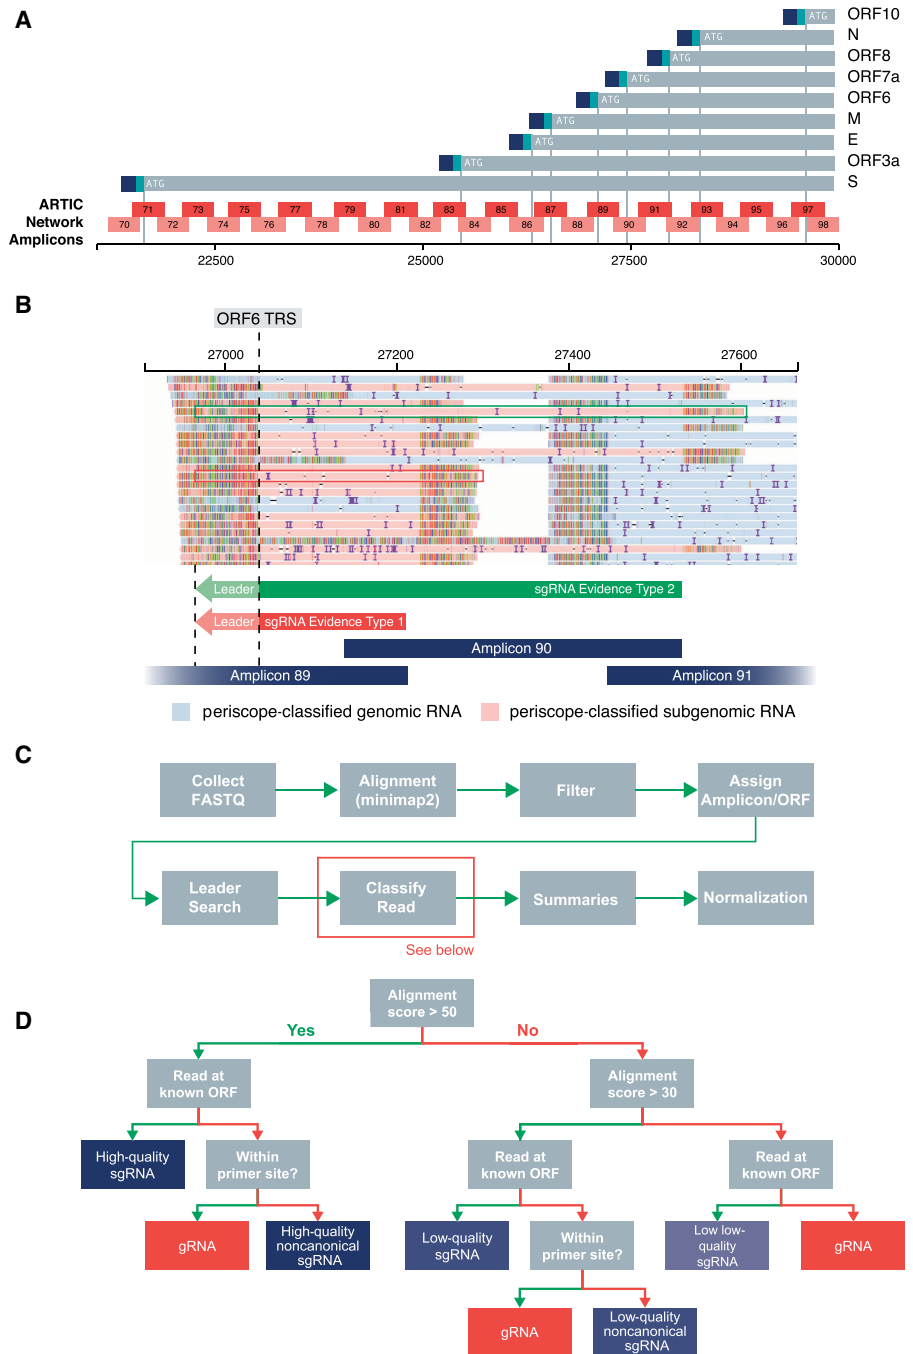 A
ATG ORF10
ATG N
ATG ORF8
ATG ORF7a
ATG ORF6
ATG M
ATG E
ATG ORF3a
ATG S
ARTIC
Network
Amplicons
71 73 75 77 79 81 83 85 87 89 91 93 95 97
70 72 74 76 78 80 82 84 86 88 90 92 94 96 98
22500 25000 27500 30000
B
ORF6 TRS
27000 27200 27400 27600
Leader sgRNA Evidence Type 2
Leader sgRNA Evidence Type 1
Amplicon 90
Amplicon 89 Amplicon 91
periscope-classified genomic RNA periscope-classified subgenomic RNA
C
Collect
FASTQ
Alignment
(minimap2)
Filter
Assign
Amplicon/ORF
Leader
Search
Classify
Read
Summaries
Normalization
See below
D
Alignment
score > 50
Yes No
Read at
known ORF
Alignment
score > 30
High-quality
sgRNA
Within
primer site?
Read at
known ORF
Read at
known ORF
gRNA
High-quality
noncanonical
sgRNA
Low-quality
sgRNA
Within
primer site?
Low low-
quality
sgRNA
gRNA
gRNA
Low-quality
noncanonical
sgRNA